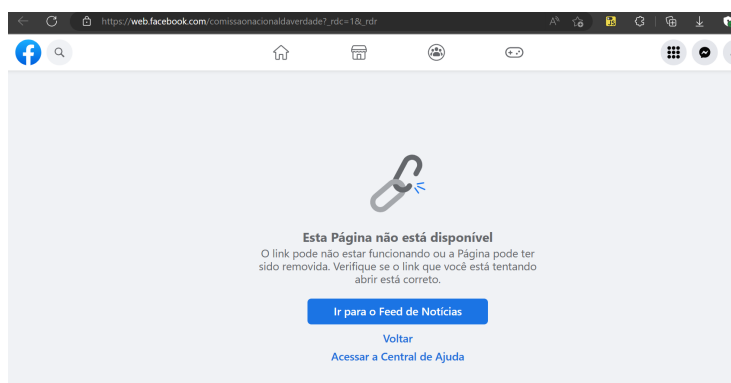 https://web.facebook.com/comissaonacionaldaverdade?_rdc=1&_rdr
Esta Página não está disponível
O link pode não estar funcionando ou a Página pode ter
sido removida. Verifique se o link que você está tentando
abrir está correto.
Ir para o Feed de Notícias
Voltar
Acessar a Central de Ajuda